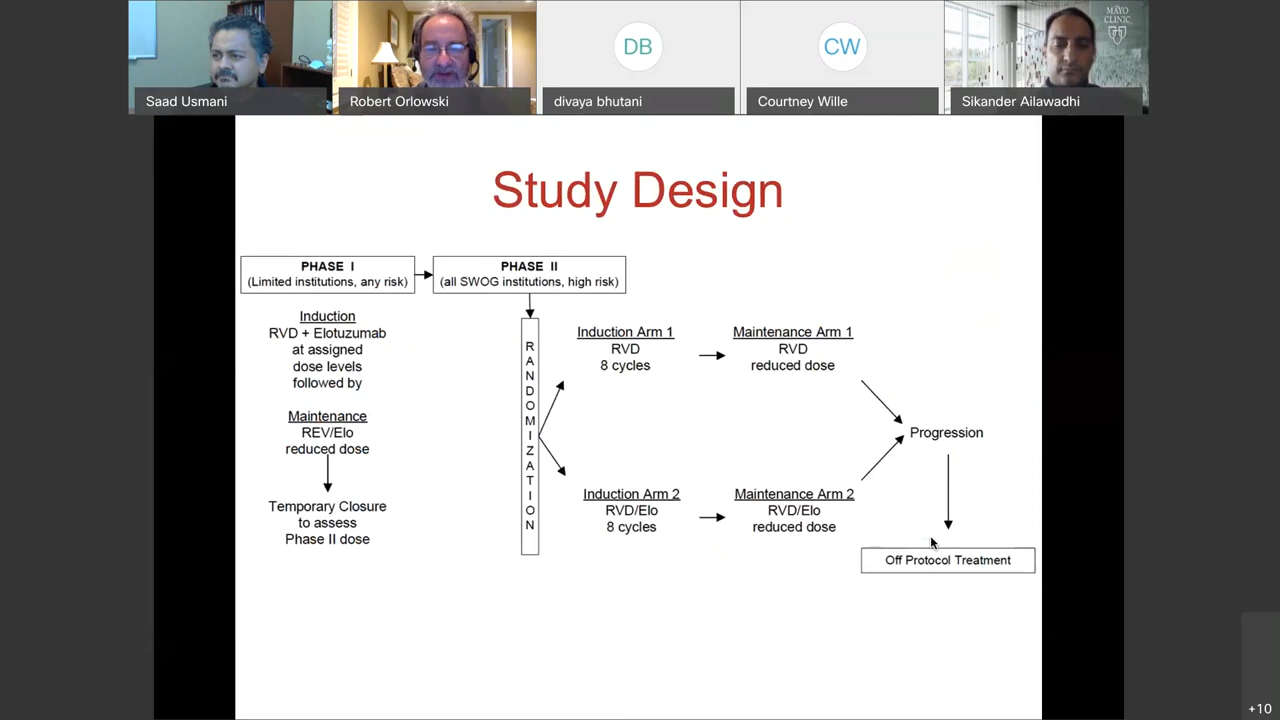 MAYO
CLINIC
DB
CW
Saad Usmani
Robert Orlowski
divaya bhutani
Courtney Wille
Sikander Ailawadhi
Study Design
PHASE I
(Limited institutions, any risk)
PHASE II
(all SWOG institutions, high risk)
Induction
RVD + Elotuzumab
at assigned
dose levels
followed by
Maintenance
REV/Elo
reduced dose
Temporary Closure
to assess
Phase II dose
RANDOMIZATION
Induction Arm 1
RVD
8 cycles
Maintenance Arm 1
RVD
reduced dose
Induction Arm 2
RVD/Elo
8 cycles
Maintenance Arm 2
RVD/Elo
reduced dose
Progression
Off Protocol Treatment
+10